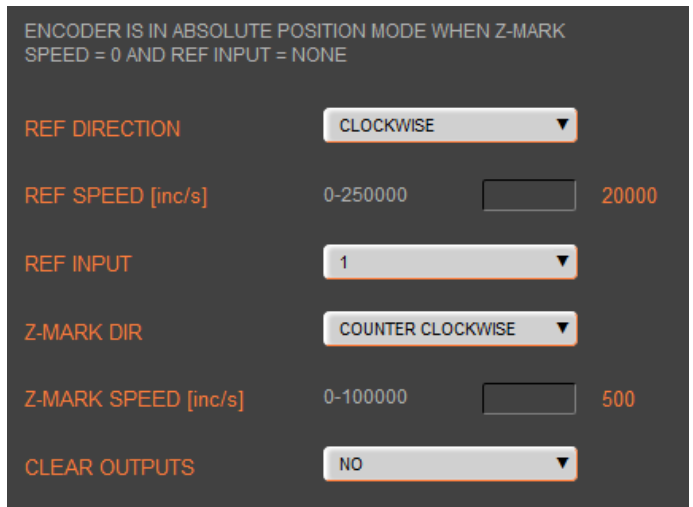 ENCODER IS IN ABSOLUTE POSITION MODE WHEN Z-MARK
SPEED = 0 AND REF INPUT = NONE
REF DIRECTION CLOCKWISE
REF SPEED [inc/s] 0-250000 20000
REF INPUT 1
Z-MARK DIR COUNTER CLOCKWISE
Z-MARK SPEED [inc/s] 0-100000 500
CLEAR OUTPUTS NO